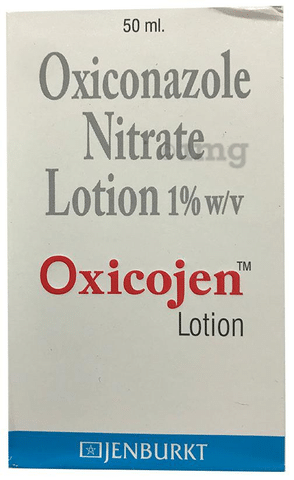 50 ml.
Oxiconazole
Nitrate
Lotion 1% w/v
Oxicojen™
Lotion
JENBURKT